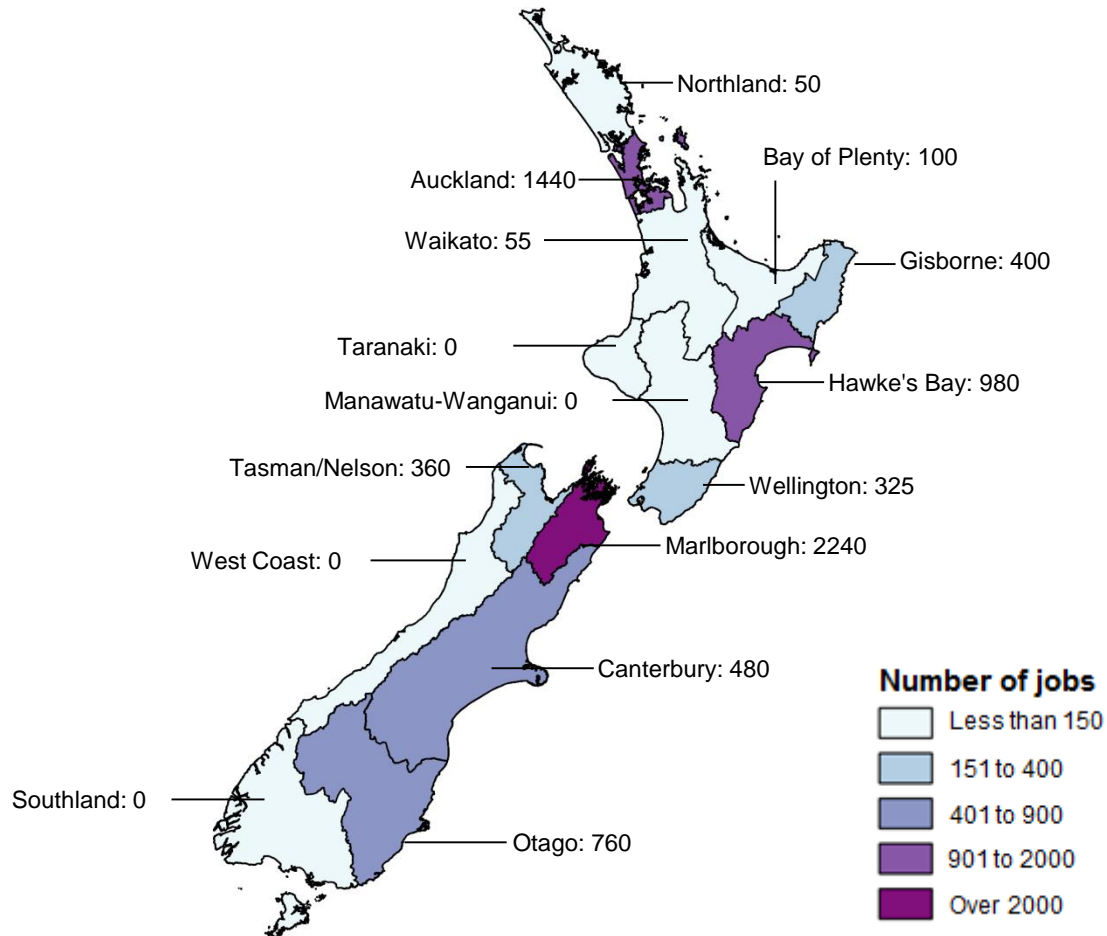 Northland: 50
Bay of Plenty: 100
Auckland: 1440
Waikato: 55
Gisborne: 400
Taranaki: 0
Hawke's Bay: 980
Manawatu-Wanganui: 0
Tasman/Nelson: 360
Wellington: 325
Marlborough: 2240
West Coast: 0
Canterbury: 480
Southland: 0
Otago: 760
Number of jobs
Less than 150
151 to 400
401 to 900
901 to 2000
Over 2000